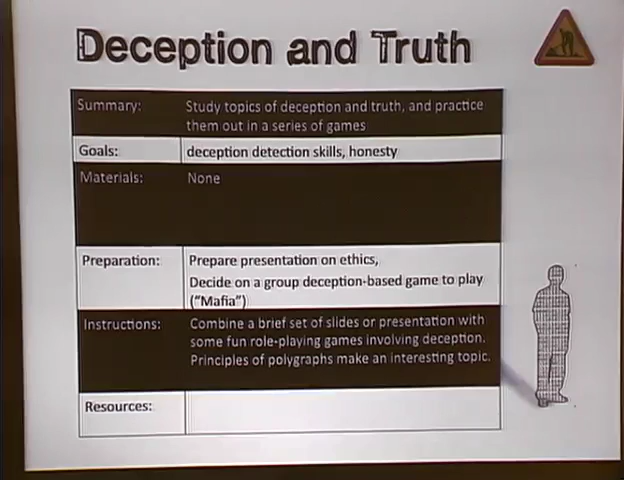 Deception and Truth
Summary: Study topics of deception and truth, and practice
them out in a series of games
Goals: deception detection skills, honesty
Materials: None
Preparation: Prepare presentation on ethics,
Decide on a group deception-based game to play
("Mafia")
Instructions: Combine a brief set of slides or presentation with
some fun role-playing games involving deception.
Principles of polygraphs make an interesting topic.
Resources: